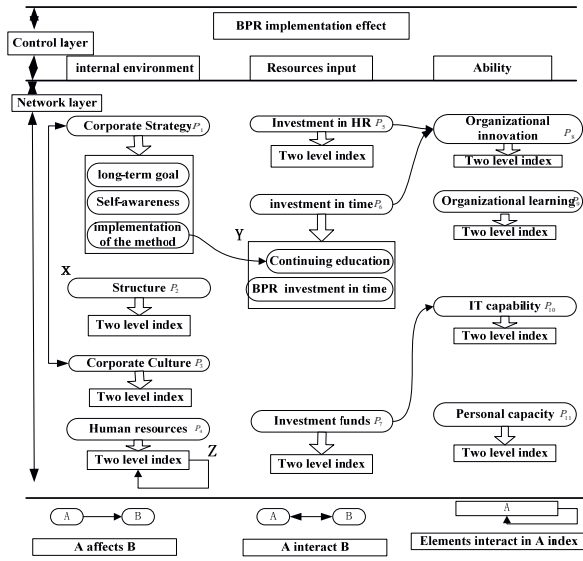 BPR implementation effect
Control layer
internal environment
Resources input
Ability
Network layer
Corporate Strategy P1
Investment in HR P5
Organizational
innovation P8
Two level index
Two level index
long-term goal
Self-awareness
implementation
of the method
investment in time P6
Organizational learning P9
Two level index
Y
Continuing education
BPR investment in time
X
Structure P2
Two level index
IT capability P10
Two level index
Corporate Culture P3
Two level index
Human resources P4
Two level index
Z
Investment funds P7
Two level index
Personal capacity P11
Two level index
A B
A affects B
A B
A interact B
A
Elements interact in A index